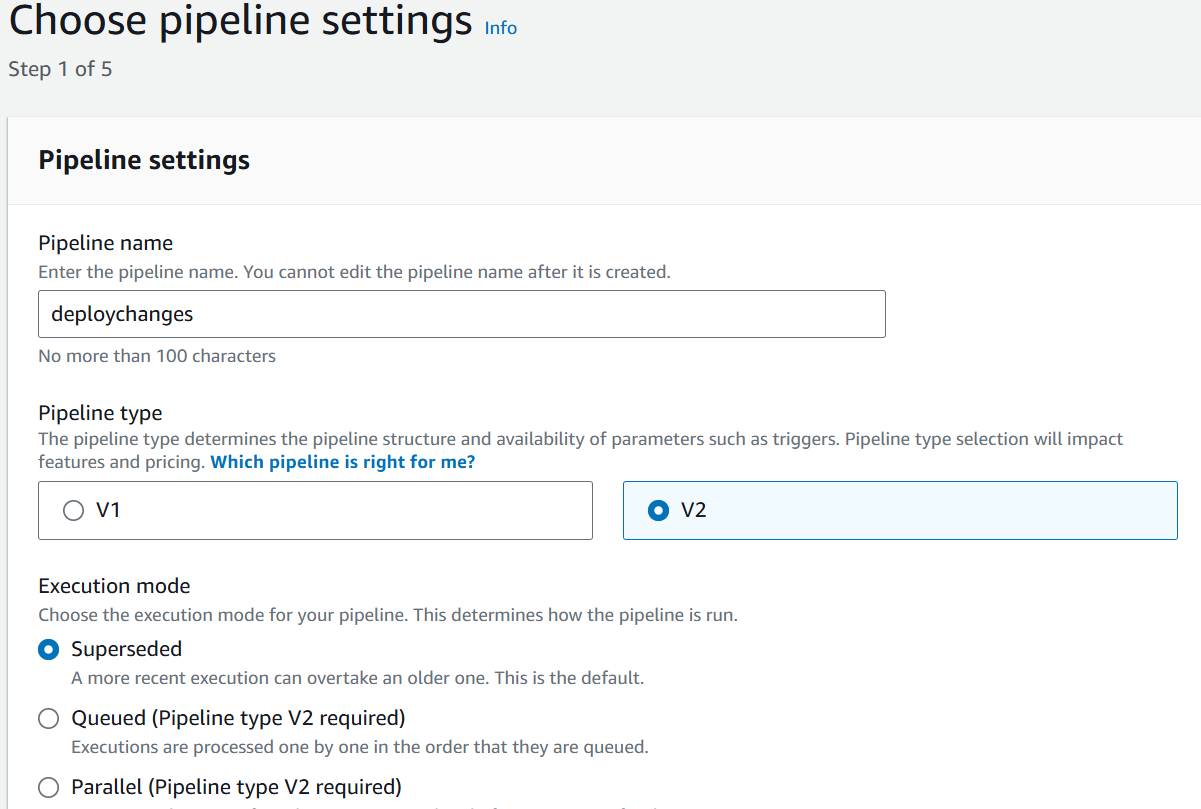 Choose pipeline settings Info
Step 1 of 5
Pipeline settings
Pipeline name
Enter the pipeline name. You cannot edit the pipeline name after it is created.
deploychanges
No more than 100 characters
Pipeline type
The pipeline type determines the pipeline structure and availability of parameters such as triggers. Pipeline type selection will impact
features and pricing. Which pipeline is right for me?
V1 V2
Execution mode
Choose the execution mode for your pipeline. This determines how the pipeline is run.
Superseded
A more recent execution can overtake an older one. This is the default.
Queued (Pipeline type V2 required)
Executions are processed one by one in the order that they are queued.
Parallel (Pipeline type V2 required)